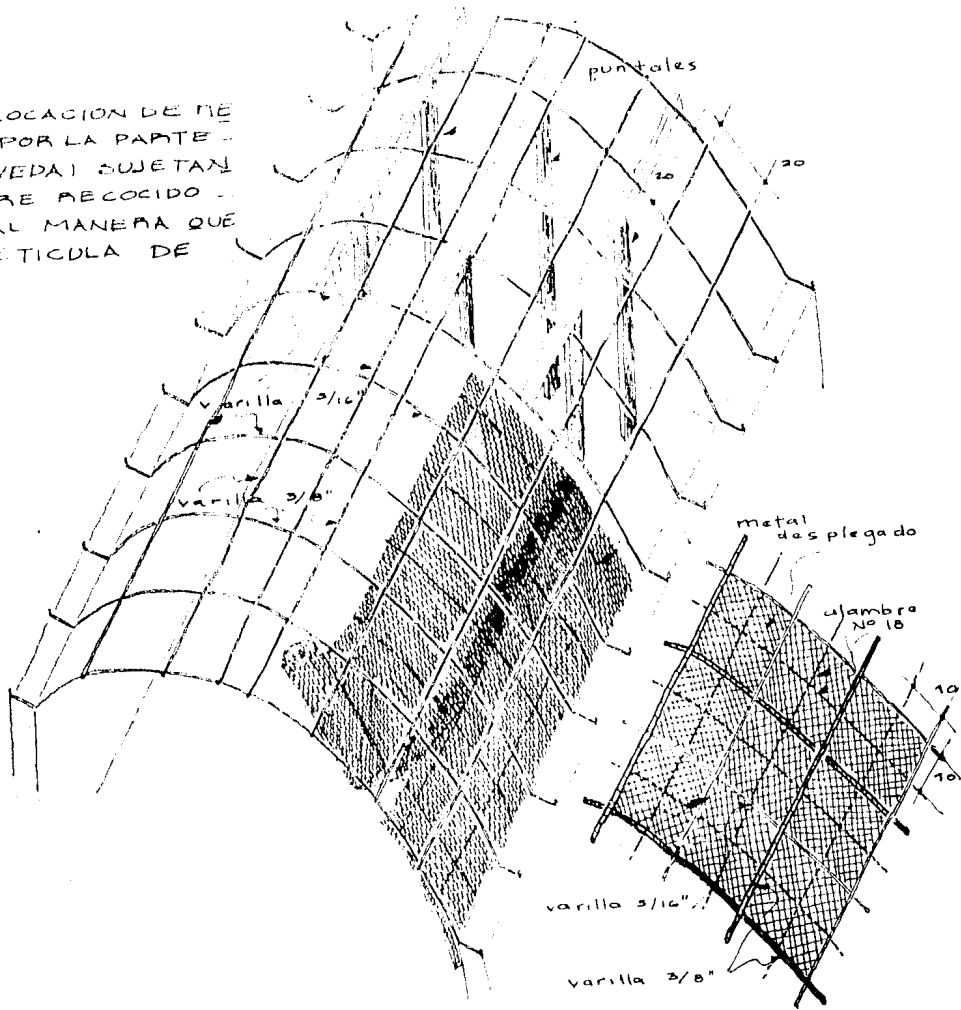 LOCACION DE ME
POR LA PARTE -
VEDA) SUJETAN
RE RECOCIDO -
AL MANERA QUE
TICULA DE
puntales
20
20
varilla 5/16"
varilla 3/8"
metal
desplegado
alambre
Nº 18
10
10
varilla 5/16"
varilla 3/8"